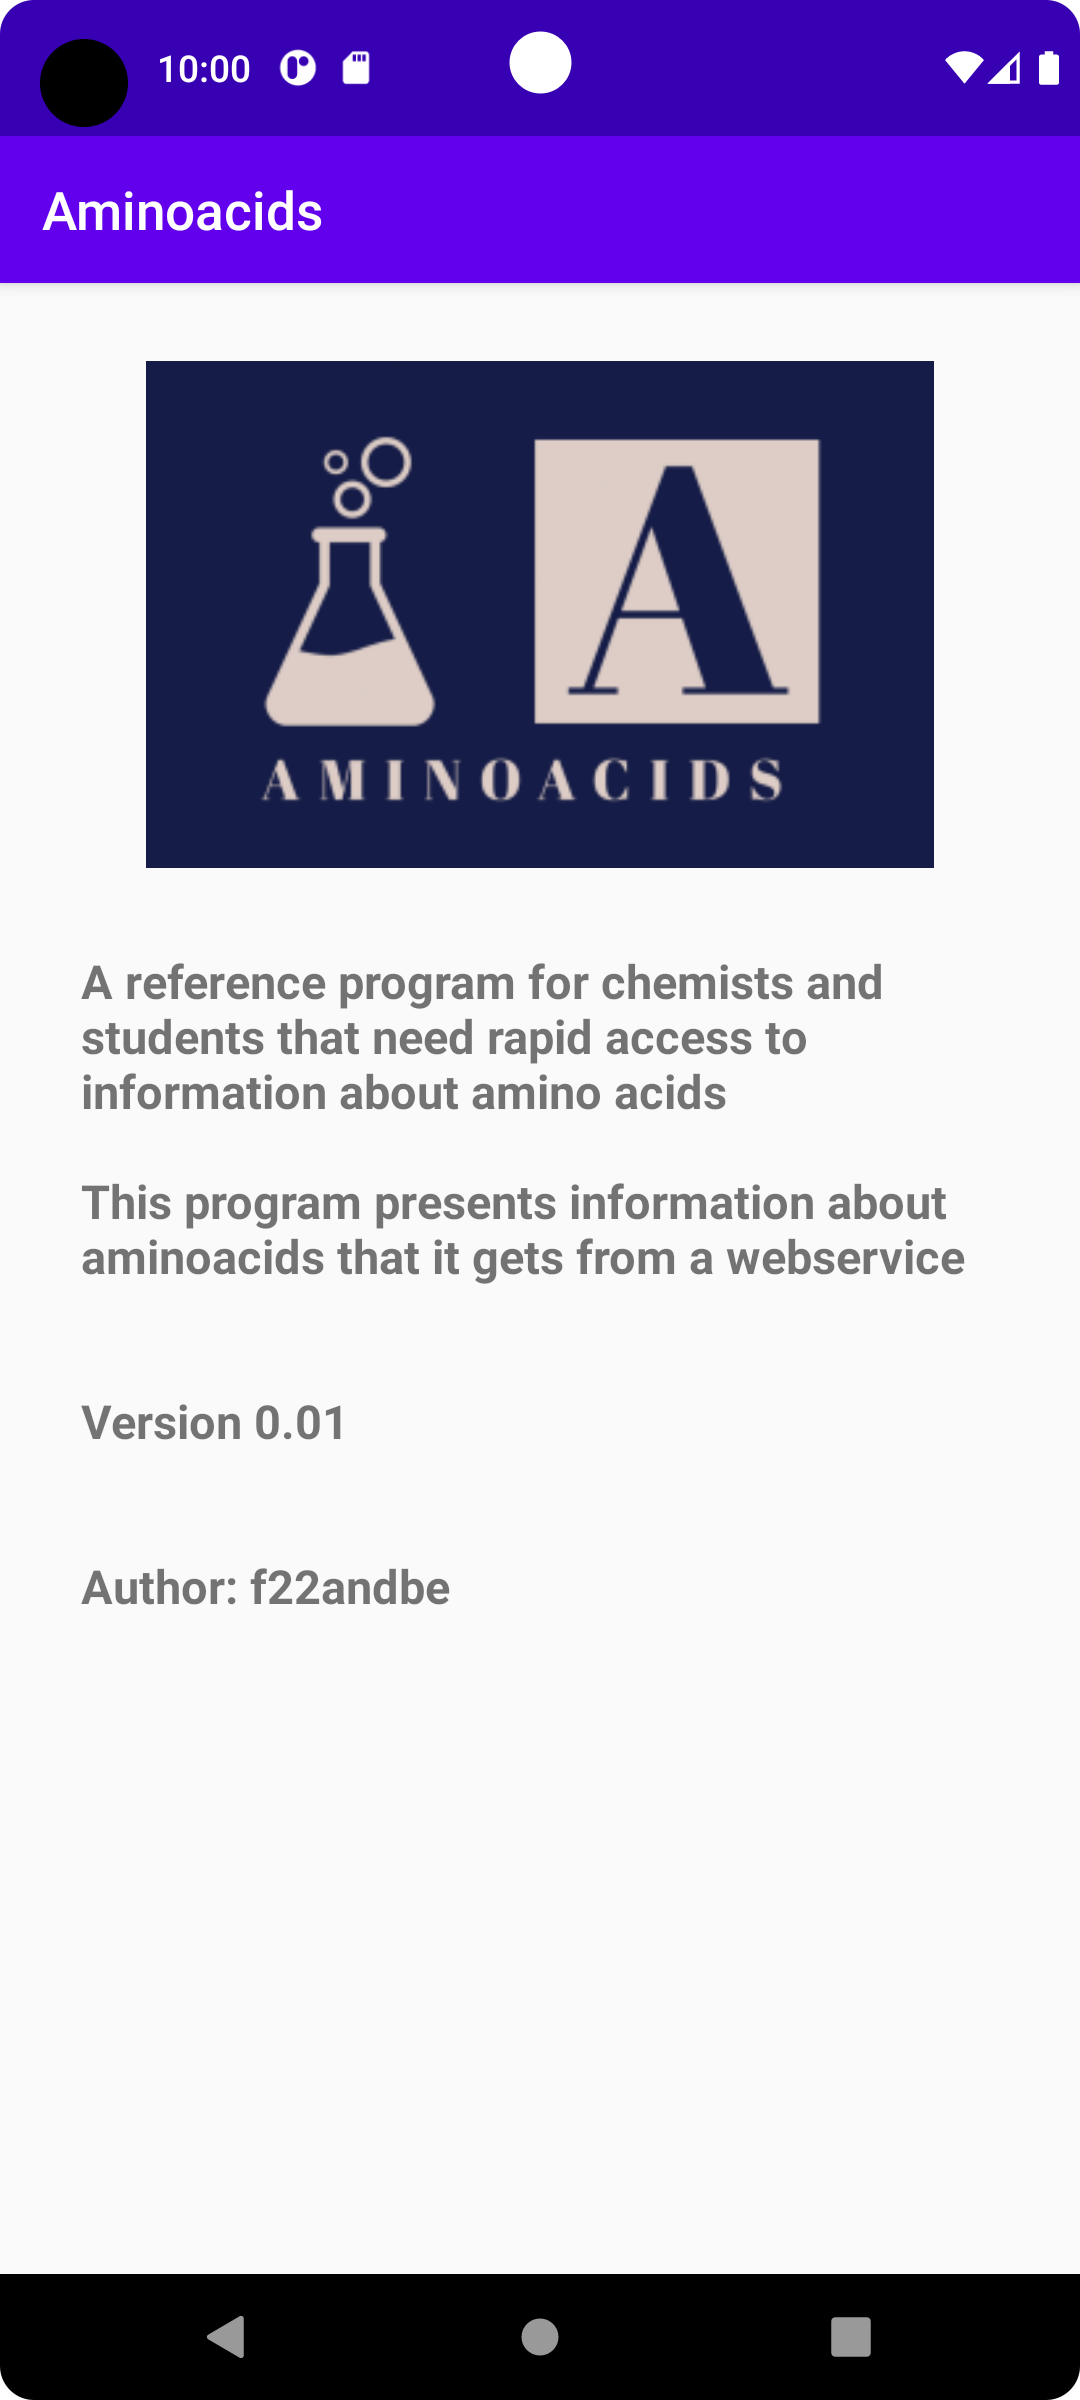 10:00
Aminoacids
A
AMINOACIDS
A reference program for chemists and
students that need rapid access to
information about amino acids
This program presents information about
aminoacids that it gets from a webservice
Version 0.01
Author: f22andbe